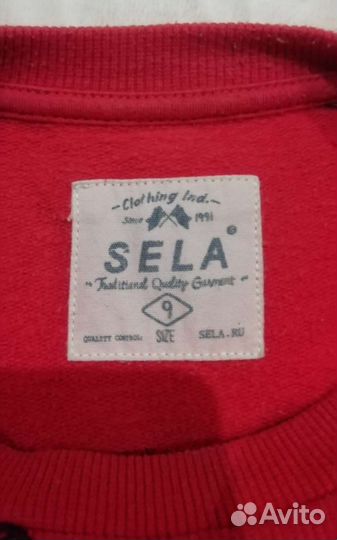 -Clothing Ind.-
Since 1991
SELA©
"Traditional Quality Garment"
9
QUALITY CONTROL: SIZE SELA.RU
Avito